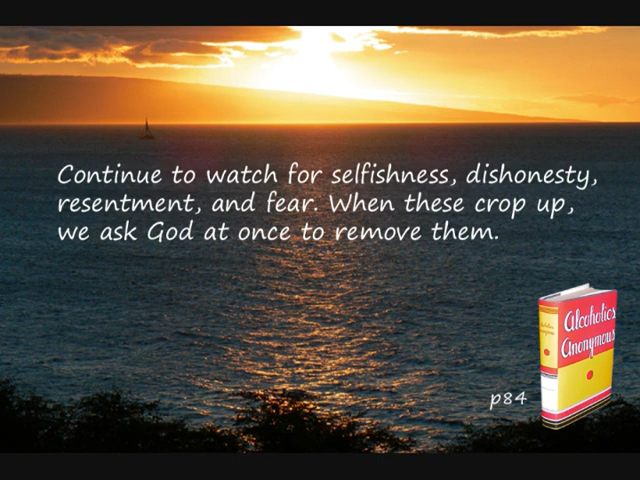 Continue to watch for selfishness, dishonesty,
resentment, and fear. When these crop up,
we ask God at once to remove them.
Alcoholics
Anonymous
p84